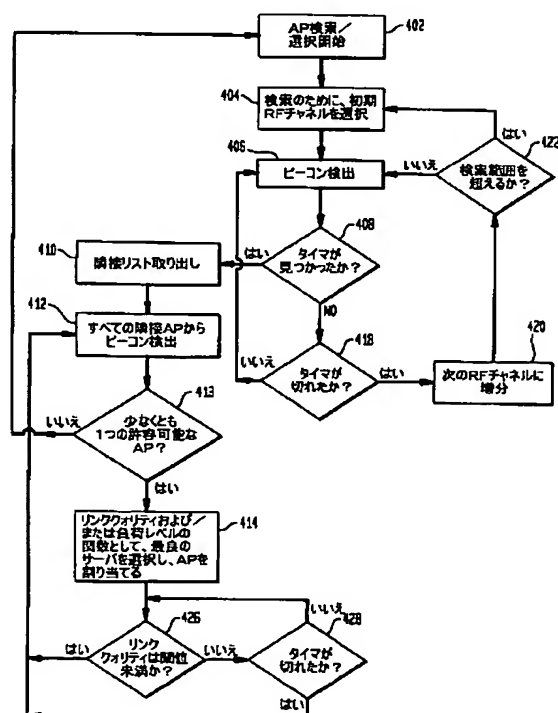 AP検索／
選択開始
402
404
検索のために、初期
RFチャネルを選択
406
ビーコン検出
422
検索範囲を
超えるか？
はい
いいえ
408
タイマが
見つかったか？
はい
NO
410
隣接リスト取り出し
412
すべての隣接APから
ビーコン検出
418
タイマが
切れたか？
いいえ
はい
420
次のRFチャネルに
増分
413
少なくとも
1つの許容可能な
AP？
いいえ
はい
414
リンククォリティおよび／
または負荷レベルの
関数として、最良の
サーバを選択し、APを
割り当てる
426
リンク
クォリティは閾値
未満か？
はい
いいえ
428
タイマが
切れたか？
いいえ
はい